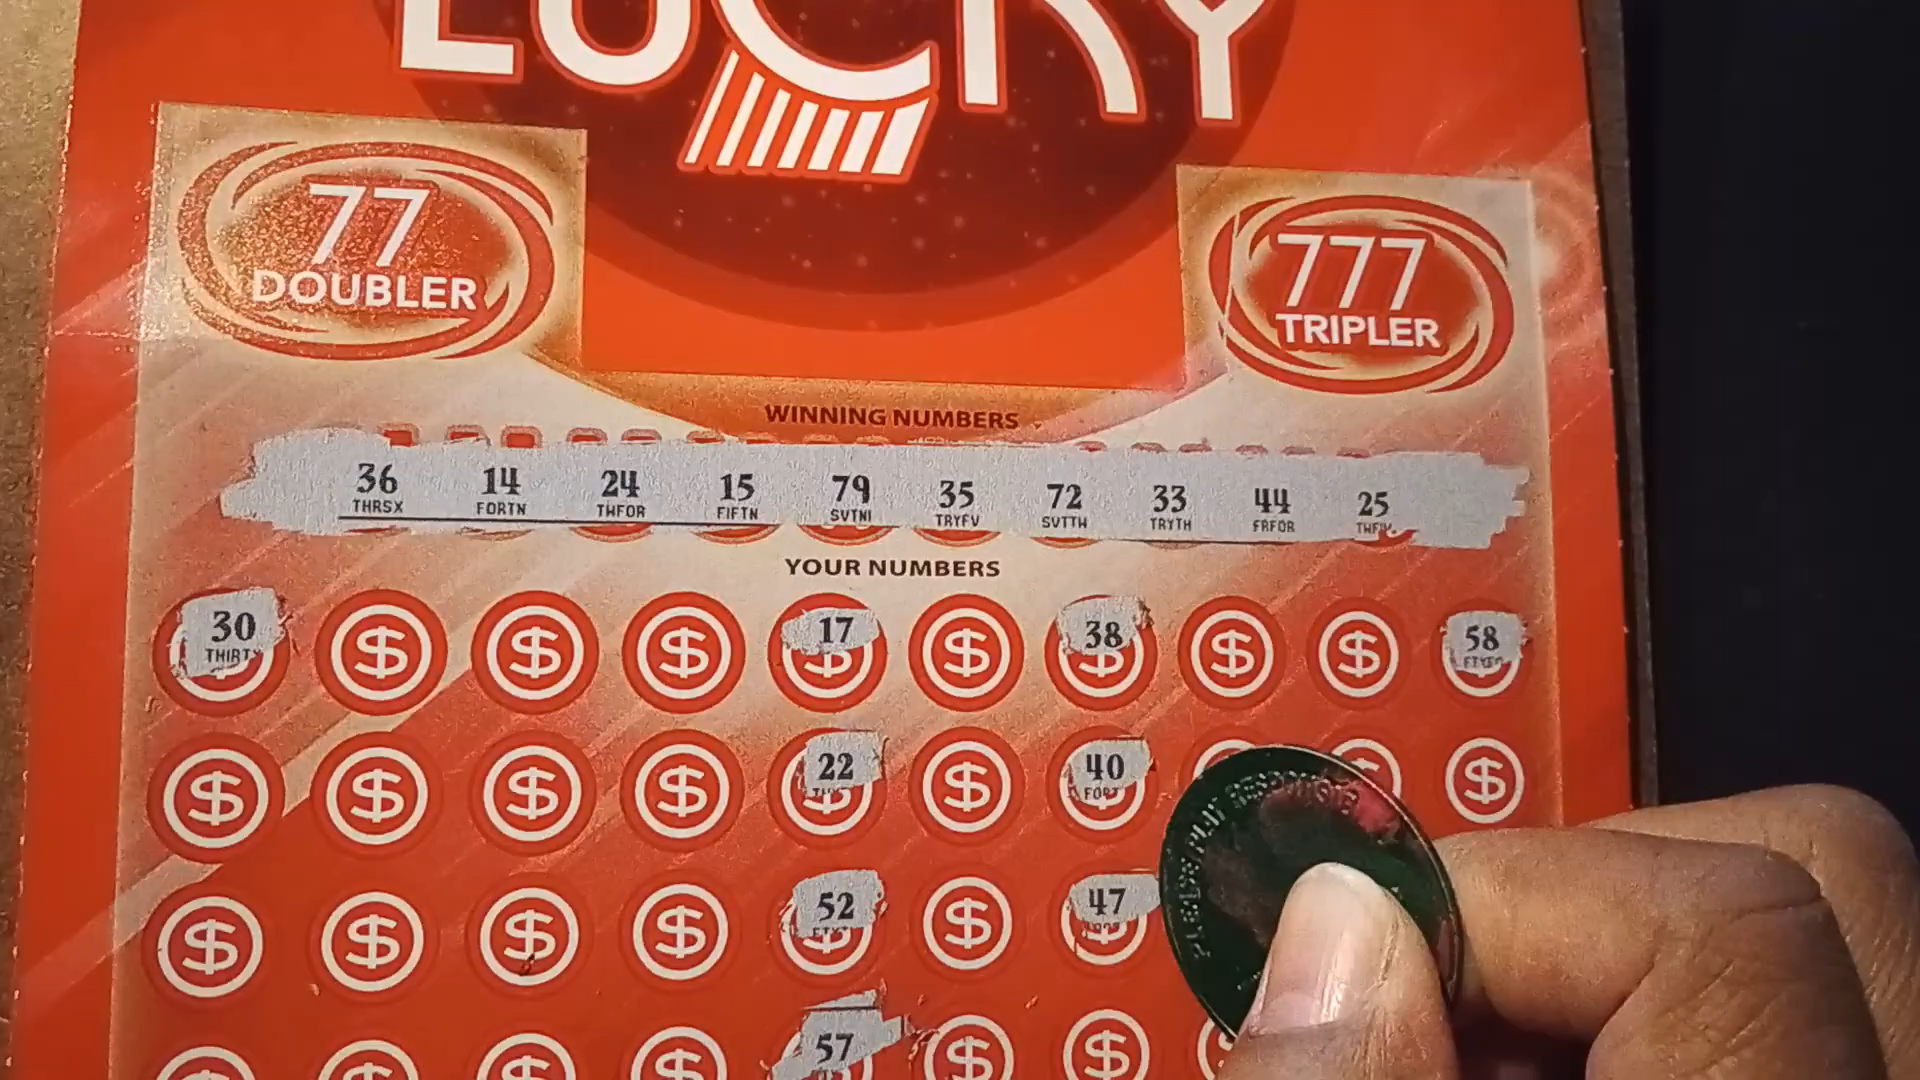 LUCKY
77
DOUBLER
777
TRIPLER
WINNING NUMBERS
36 14 24 15 79 35 72 33 44 25
THRSX FORTN TWFOR FIFTN SVTNI TRYFV SVTTW TRYTH FRFOR
YOUR NUMBERS
30 17 38 58
THIRTY
22 40
52 47
57